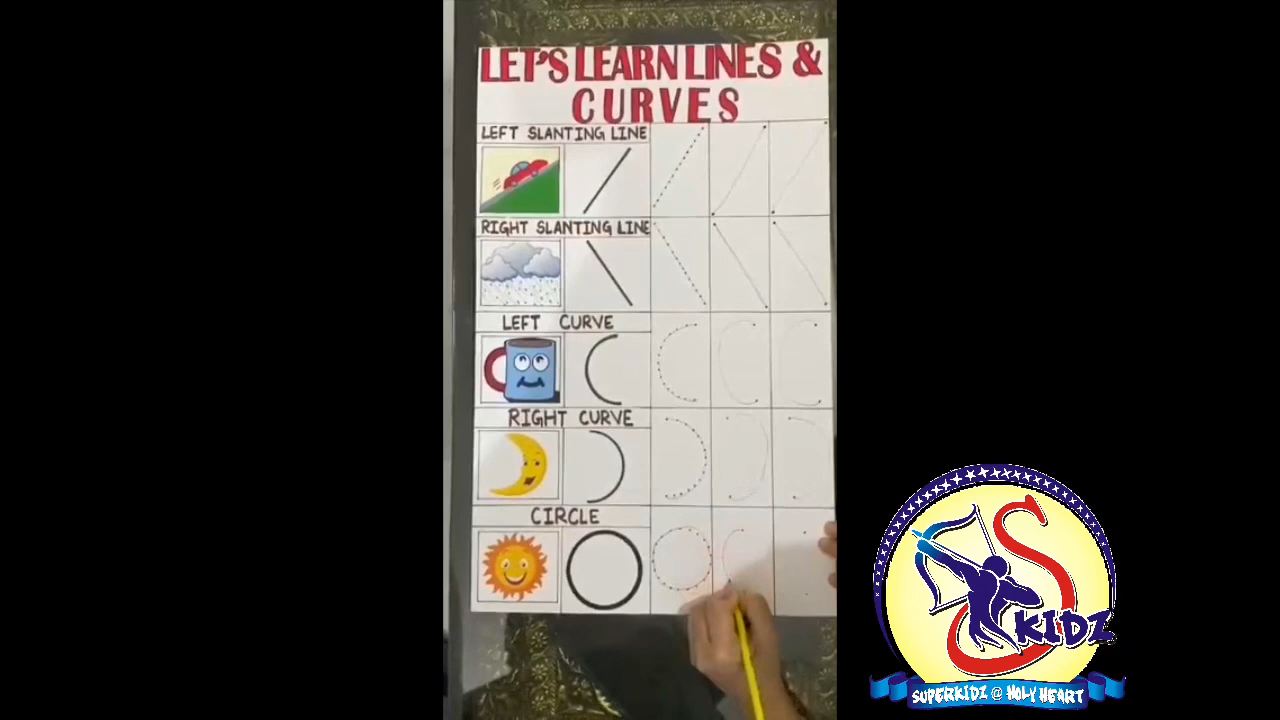 LET'S LEARN LINES &
CURVES
LEFT SLANTING LINE
RIGHT SLANTING LINE
LEFT CURVE
RIGHT CURVE
CIRCLE
S KIDZ
SUPERKIDZ @ HOLY HEART